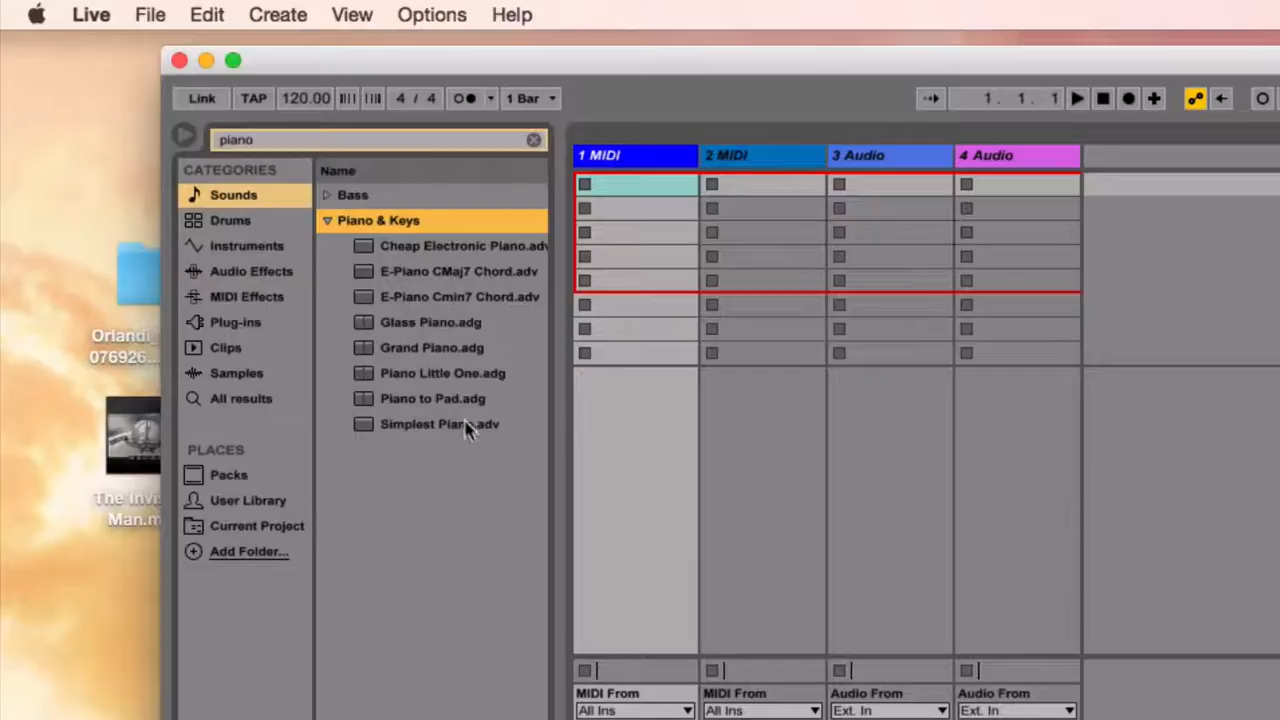 Live File Edit Create View Options Help
Link TAP 120.00 4 / 4 1 Bar 1. 1. 1
piano
CATEGORIES
Sounds
Drums
Instruments
Audio Effects
MIDI Effects
Plug-ins
Clips
Samples
All results
PLACES
Packs
User Library
Current Project
Add Folder...
Name
Bass
Piano & Keys
Cheap Electronic Piano.adv
E-Piano CMaj7 Chord.adv
E-Piano Cmin7 Chord.adv
Glass Piano.adg
Grand Piano.adg
Piano Little One.adg
Piano to Pad.adg
Simplest Piano.adv
1 MIDI 2 MIDI 3 Audio 4 Audio
MIDI From MIDI From Audio From Audio From
All Ins All Ins Ext. In Ext. In
Orlandi_
076926...
The Invis
Man.m